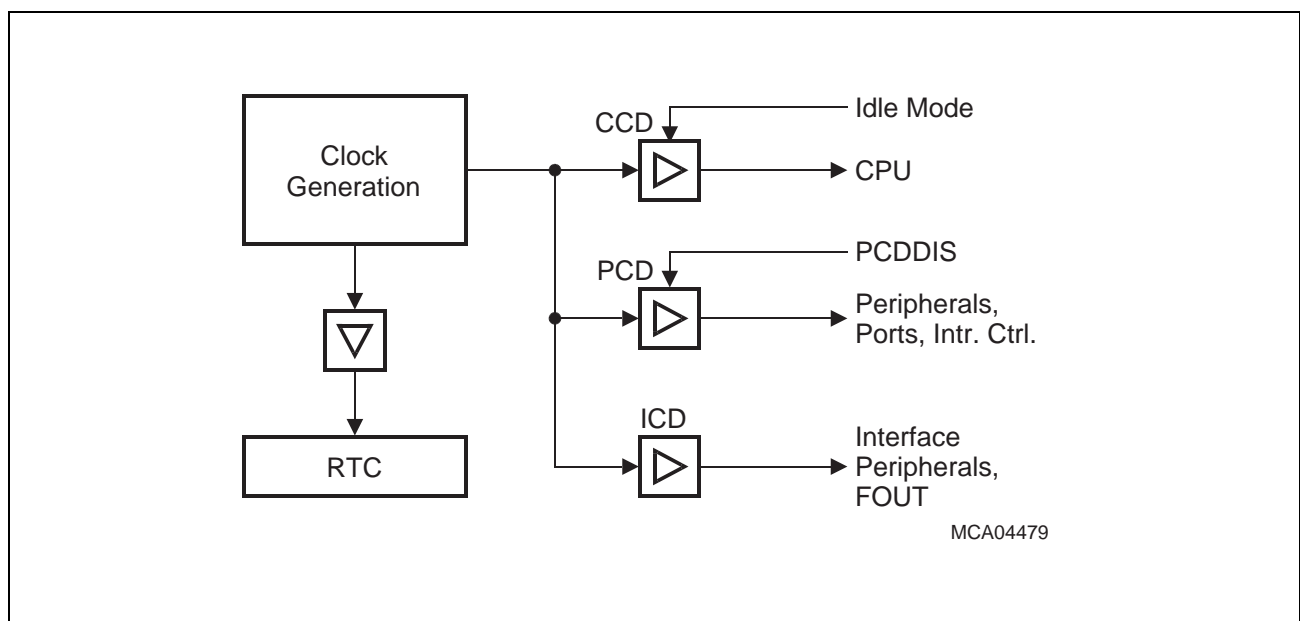 Clock
Generation
RTC
CCD
Idle Mode
CPU
PCD
PCDDIS
Peripherals,
Ports, Intr. Ctrl.
ICD
Interface
Peripherals,
FOUT
MCA04479